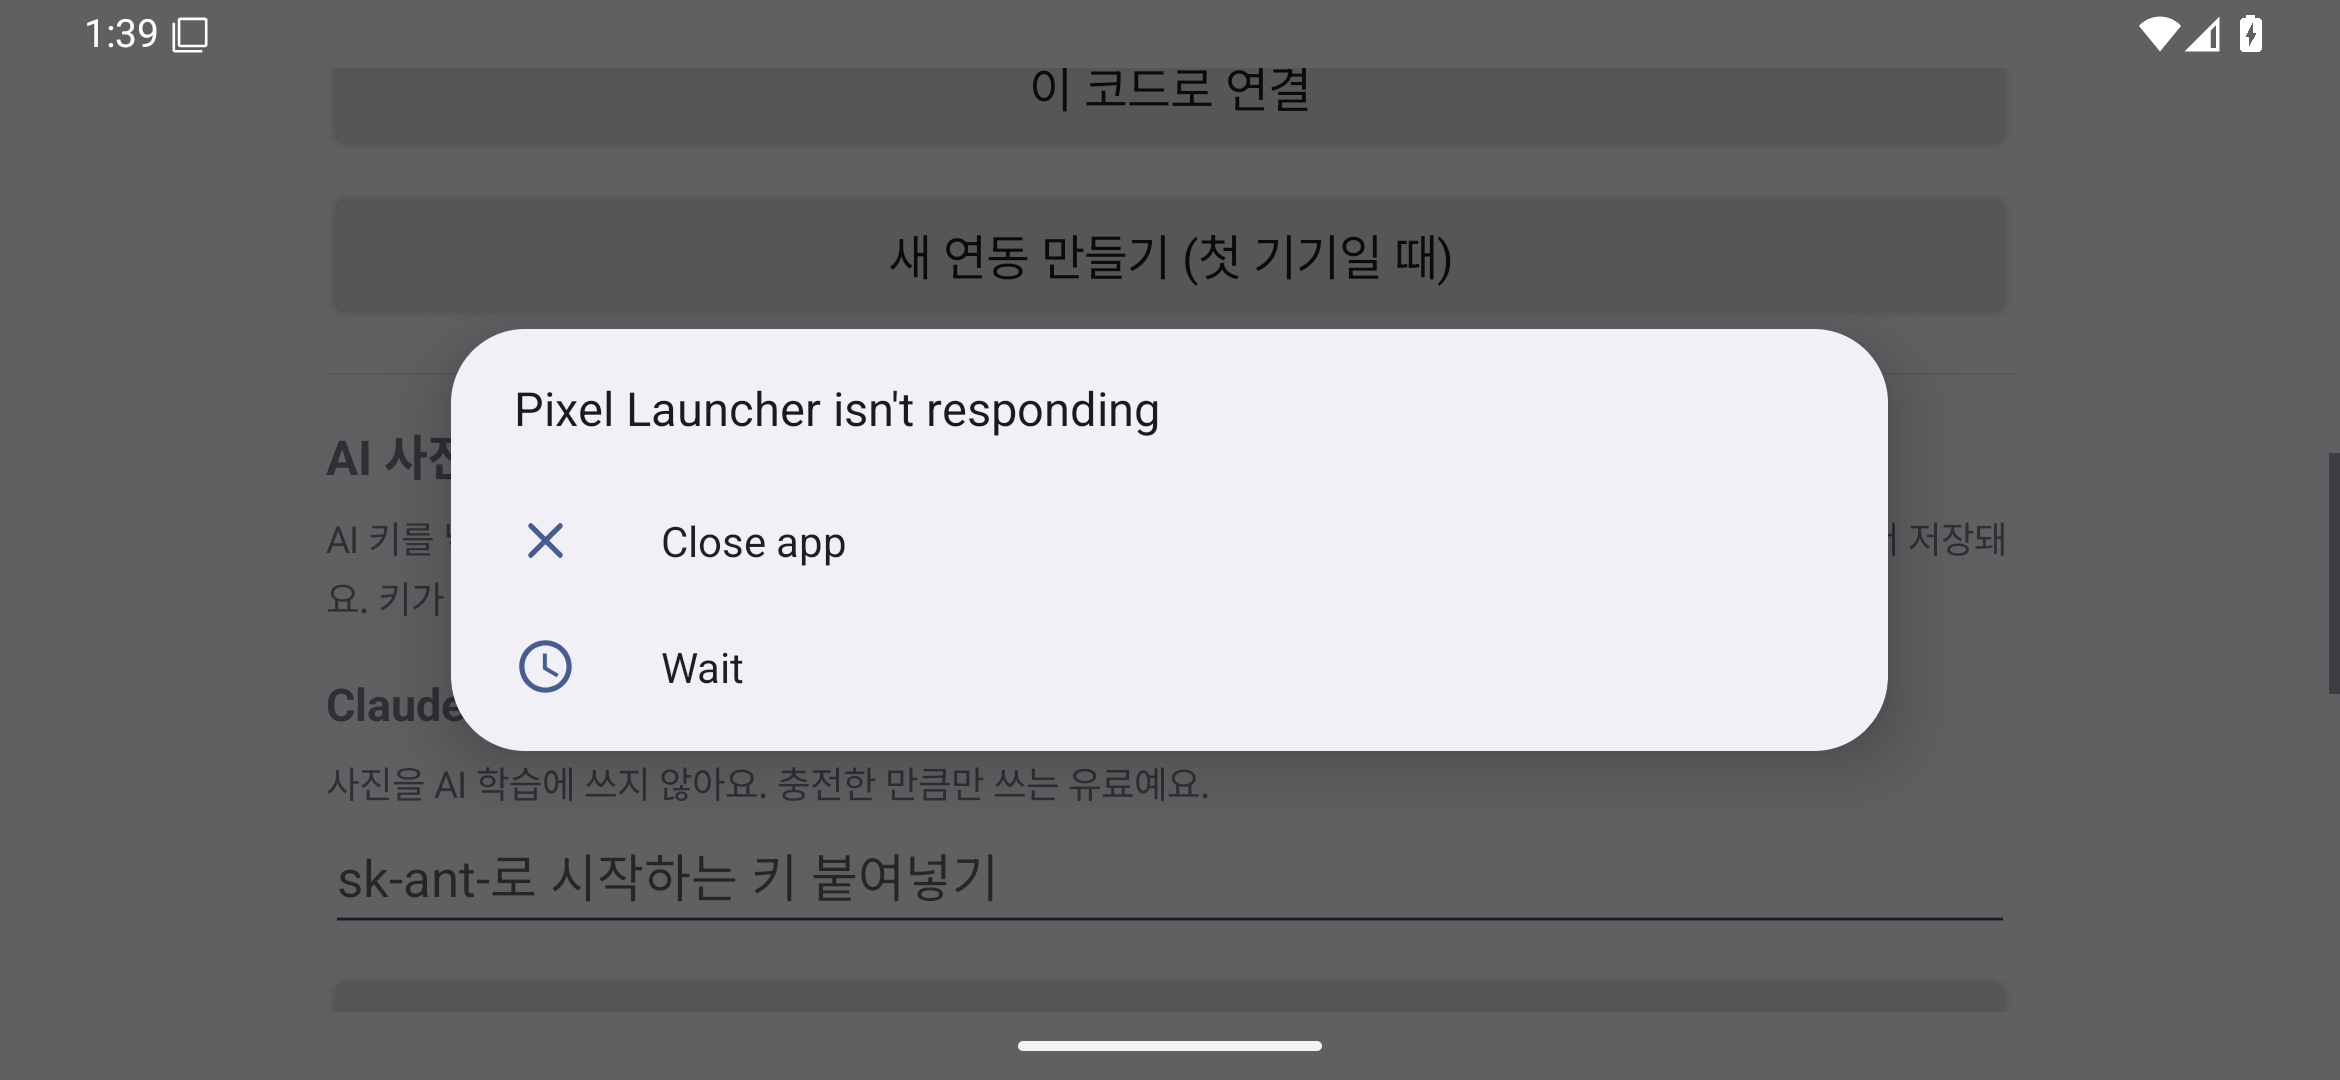 1:39
이 코드로 연결
새 연동 만들기 (첫 기기일 때)
Pixel Launcher isn't responding
Close app
Wait
AI
AI 키를 저장돼
요. 키가
Claude
사진을 AI 학습에 쓰지 않아요. 충전한 만큼만 쓰는 유료예요.
sk-ant-로 시작하는 키 붙여넣기